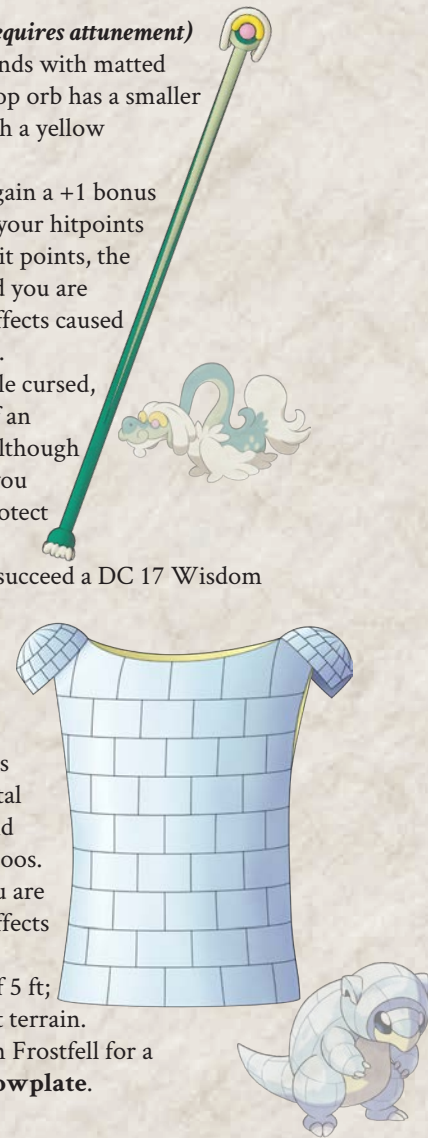 equires attunement)
nds with matted
op orb has a smaller
h a yellow
gain a +1 bonus
your hitpoints
it points, the
d you are
ffects caused
.
le cursed,
f an
lthough
you
otect
succeed a DC 17 Wisdom
s
tal
d
oos.
u are
ffects
f 5 ft;
t terrain.
n Frostfell for a
owplate.